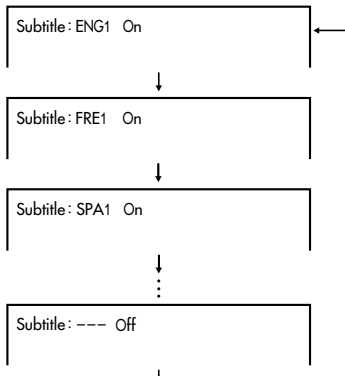 Subtitle : ENG1 On
Subtitle : FRE1 On
Subtitle : SPA1 On
Subtitle : --- Off